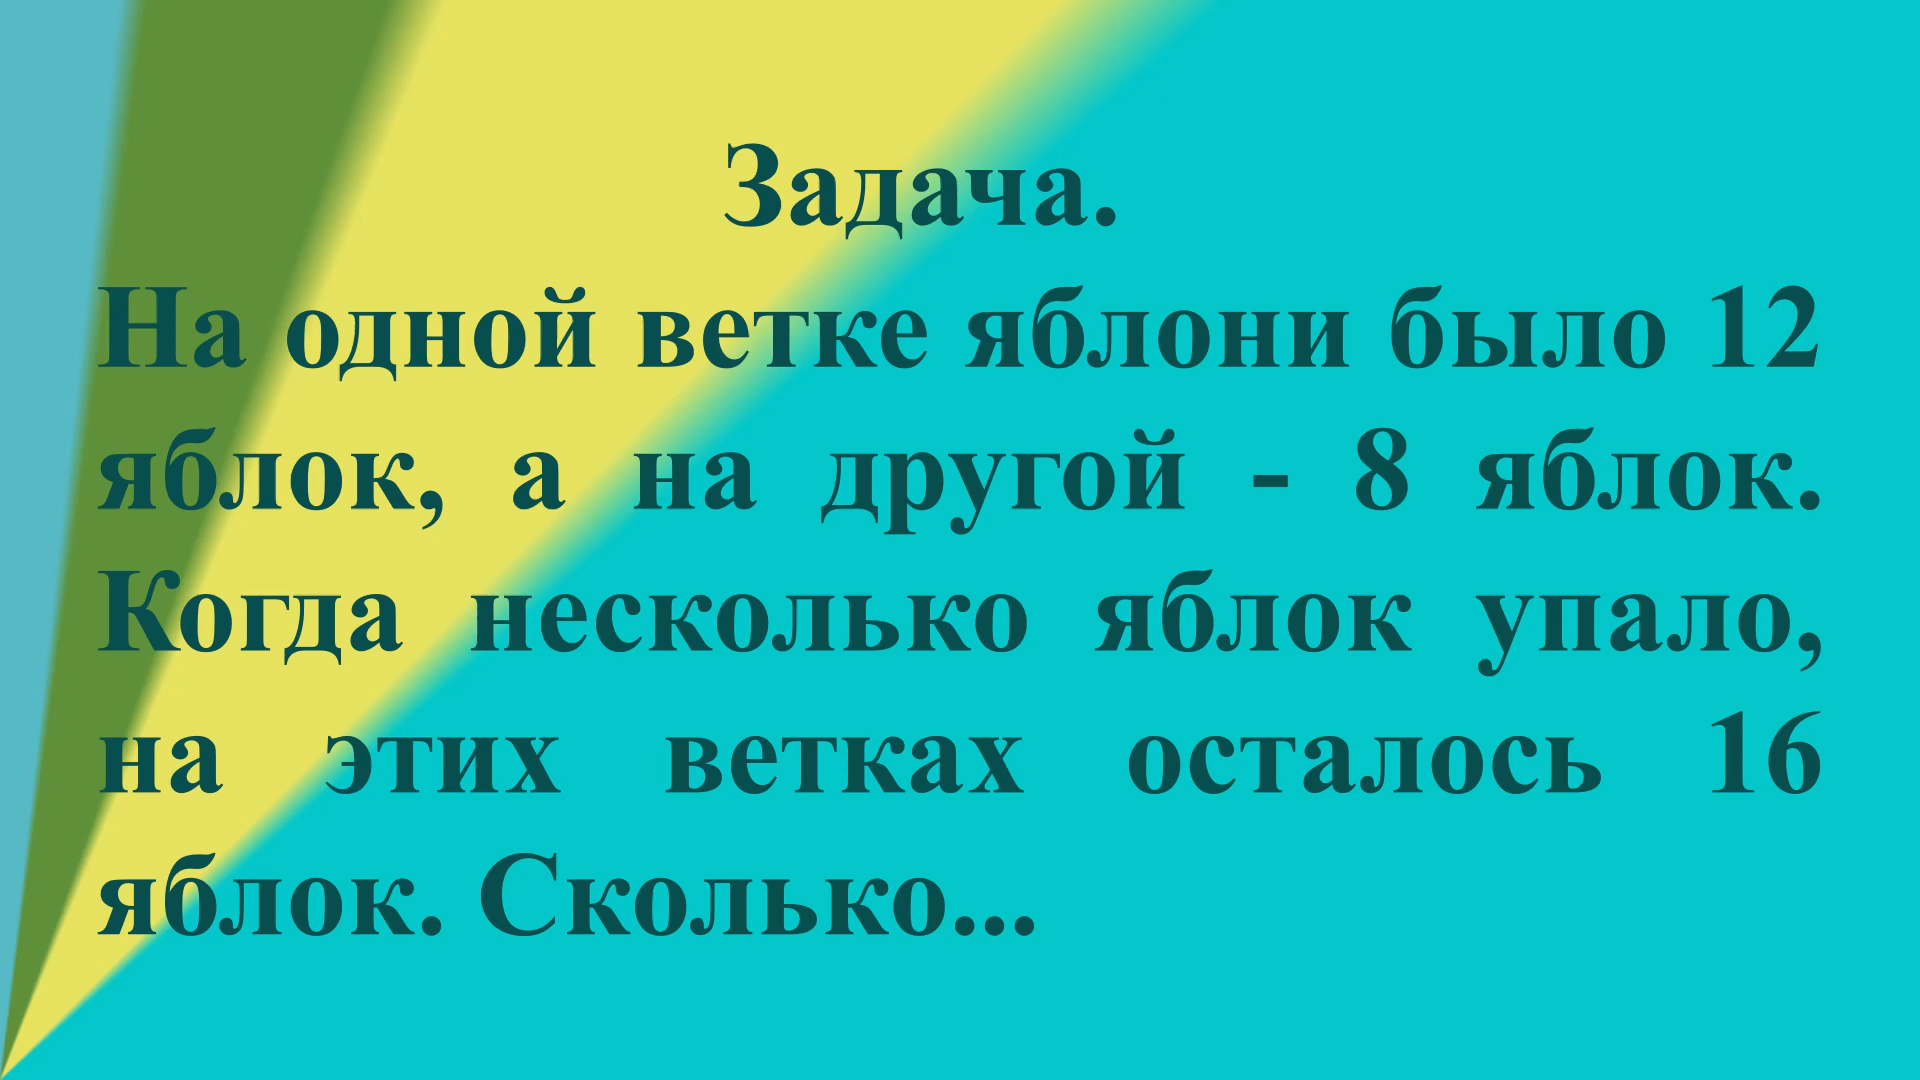 Задача.
На одной ветке яблони было 12
яблок, а на другой - 8 яблок.
Когда несколько яблок упало,
на этих ветках осталось 16
яблок. Сколько...